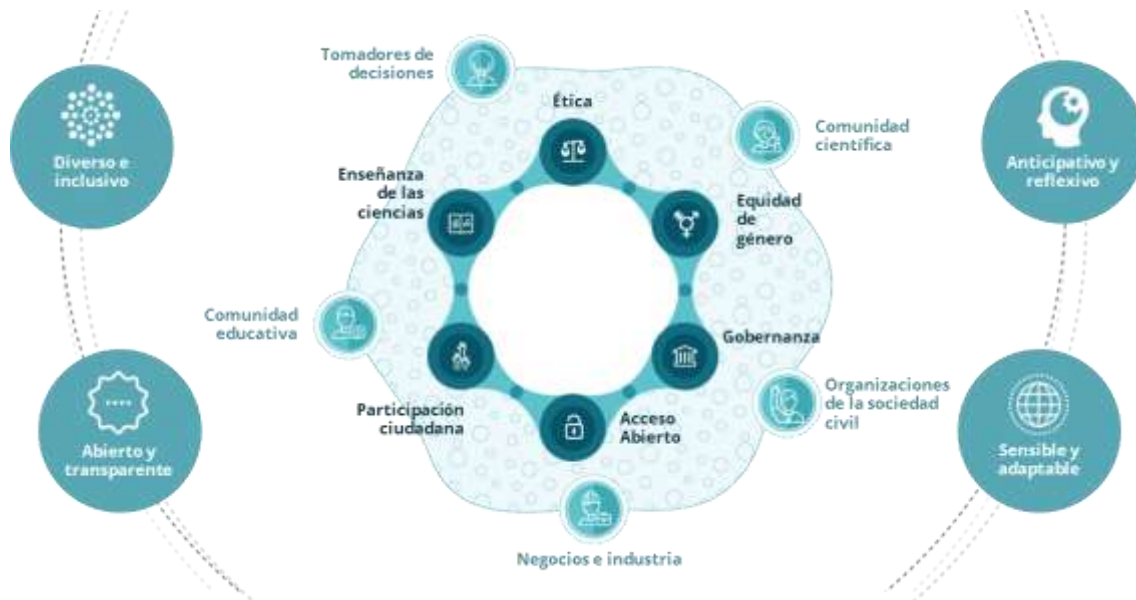 Tomadores de
decisiones
Ética
Comunidad
científica
Diverso e
inclusivo
Anticipativo y
reflexivo
Enseñanza
de las
ciencias
Equidad
de
género
Comunidad
educativa
Gobernanza
Organizaciones
de la sociedad
civil
Participación
ciudadana
Acceso
Abierto
Abierto y
transparente
Sensible y
adaptable
Negocios e industria